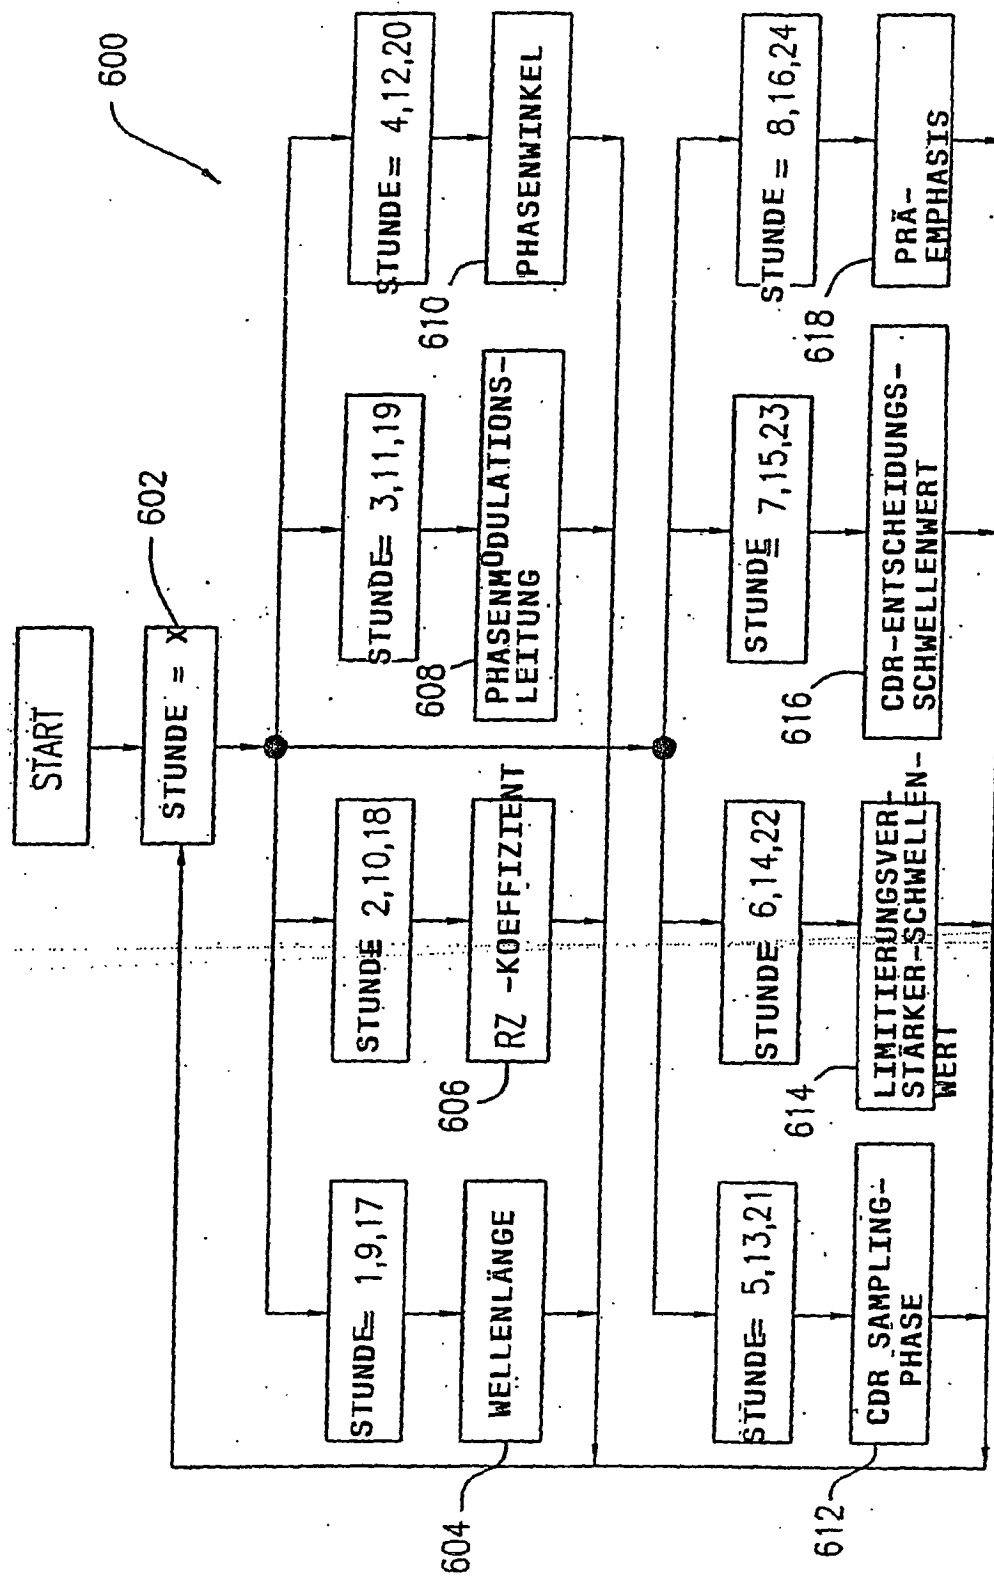 600
START
STUNDE = X
602
STUNDE= 1,9,17
STUNDE= 2,10,18
STUNDE= 3,11,19
STUNDE= 4,12,20
604
WELLENLÄNGE
606
RZ -KOEFFIZIENT
608
PHASENMODULATIONS-
LEITUNG
610
PHASENWINKEL
STUNDE= 5,13,21
STUNDE= 6,14,22
STUNDE= 7,15,23
STUNDE= 8,16,24
612
CDR SAMPLING-
PHASE
614
LIMITIERUNGSVER-
STÄRKER-SCHWELLEN-
WERT
616
CDR-ENTSCHEIDUNGS-
SCHWELLENWERT
618
PRÄ-
EMPHASIS